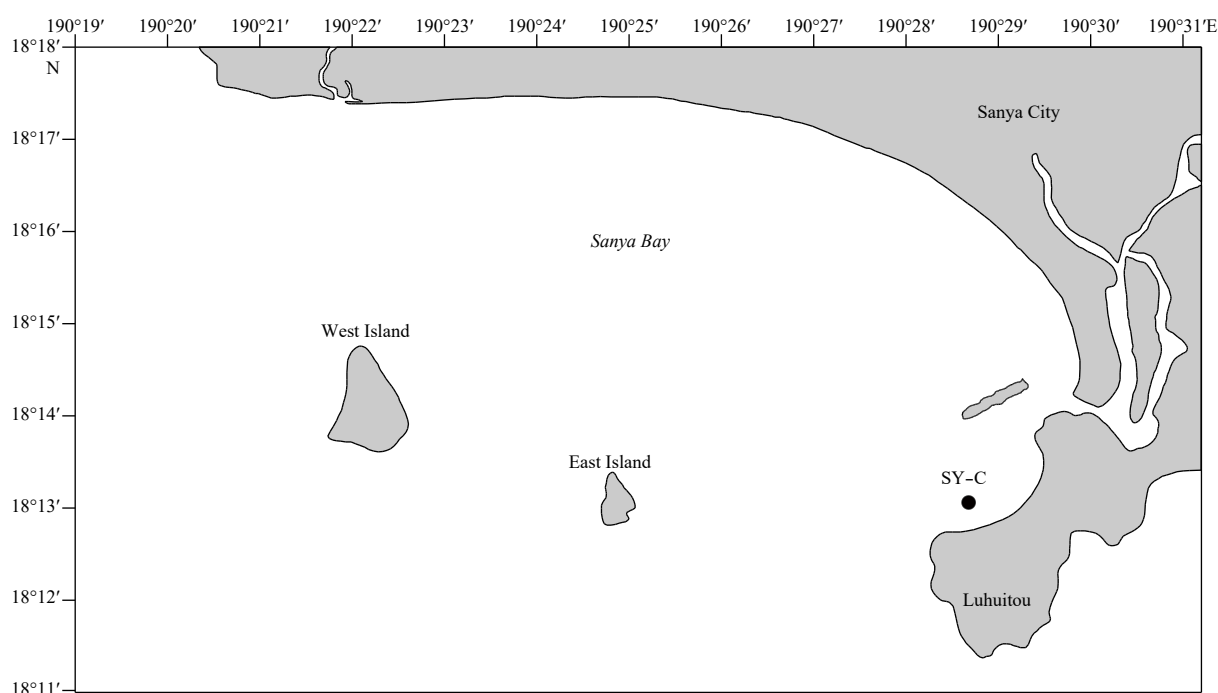 190°19′ 190°20′ 190°21′ 190°22′ 190°23′ 190°24′ 190°25′ 190°26′ 190°27′ 190°28′ 190°29′ 190°30′ 190°31′E
18°18′
N
Sanya City
18°17′
18°16′
Sanya Bay
18°15′
West Island
18°14′
East Island
SY-C
18°13′
18°12′
Luhuitou
18°11′